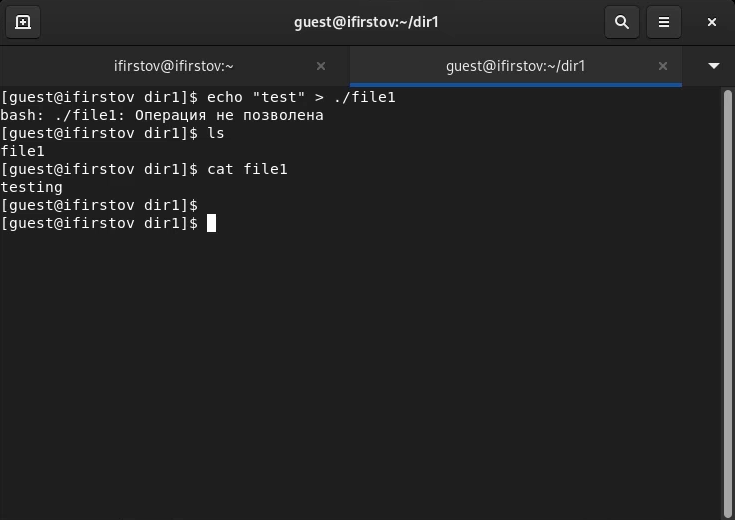 guest@ifirstov:~/dir1
ifirstov@ifirstov:~
guest@ifirstov:~/dir1
[guest@ifirstov dir1]$ echo "test" > ./file1
bash: ./file1: Операция не позволена
[guest@ifirstov dir1]$ ls
file1
[guest@ifirstov dir1]$ cat file1
testing
[guest@ifirstov dir1]$
[guest@ifirstov dir1]$